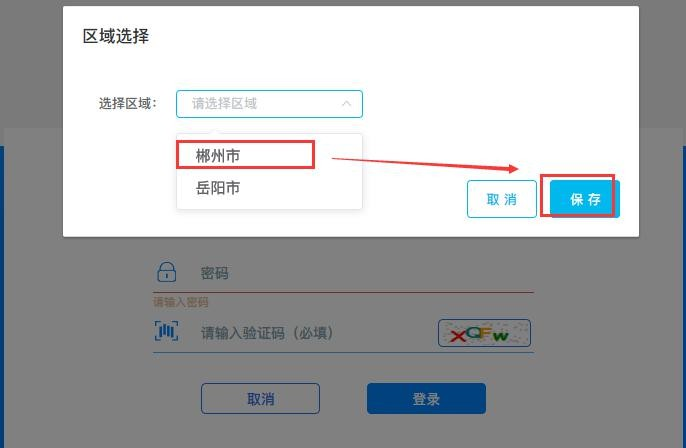 区域选择
选择区域: 请选择区域
郴州市
岳阳市
取消 保存
密码
请输入密码
请输入验证码（必填）
XQFw
取消 登录